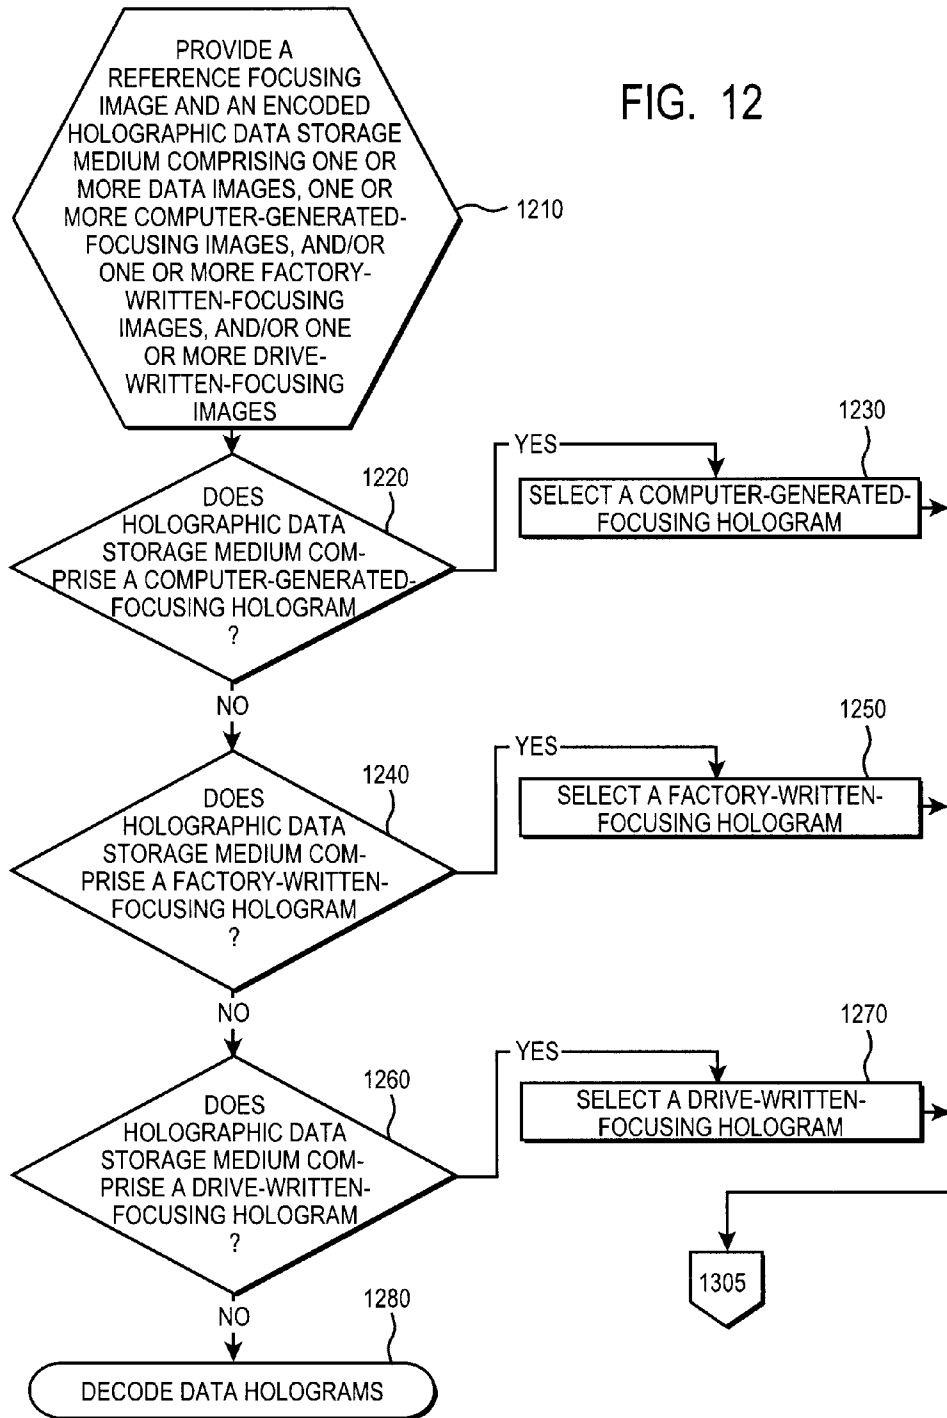 FIG. 12
PROVIDE A
REFERENCE FOCUSING
IMAGE AND AN ENCODED
HOLOGRAPHIC DATA STORAGE
MEDIUM COMPRISING ONE OR
MORE DATA IMAGES, ONE OR
MORE COMPUTER-GENERATED-
FOCUSING IMAGES, AND/OR
ONE OR MORE FACTORY-
WRITTEN-FOCUSING
IMAGES, AND/OR ONE
OR MORE DRIVE-
WRITTEN-FOCUSING
IMAGES
1210
1220
DOES
HOLOGRAPHIC DATA
STORAGE MEDIUM COM-
PRISE A COMPUTER-GENERATED-
FOCUSING HOLOGRAM
?
YES
1230
SELECT A COMPUTER-GENERATED-
FOCUSING HOLOGRAM
NO
1240
DOES
HOLOGRAPHIC DATA
STORAGE MEDIUM COM-
PRISE A FACTORY-WRITTEN-
FOCUSING HOLOGRAM
?
YES
1250
SELECT A FACTORY-WRITTEN-
FOCUSING HOLOGRAM
NO
1260
DOES
HOLOGRAPHIC DATA
STORAGE MEDIUM COM-
PRISE A DRIVE-WRITTEN-
FOCUSING HOLOGRAM
?
YES
1270
SELECT A DRIVE-WRITTEN-
FOCUSING HOLOGRAM
1305
NO
1280
DECODE DATA HOLOGRAMS